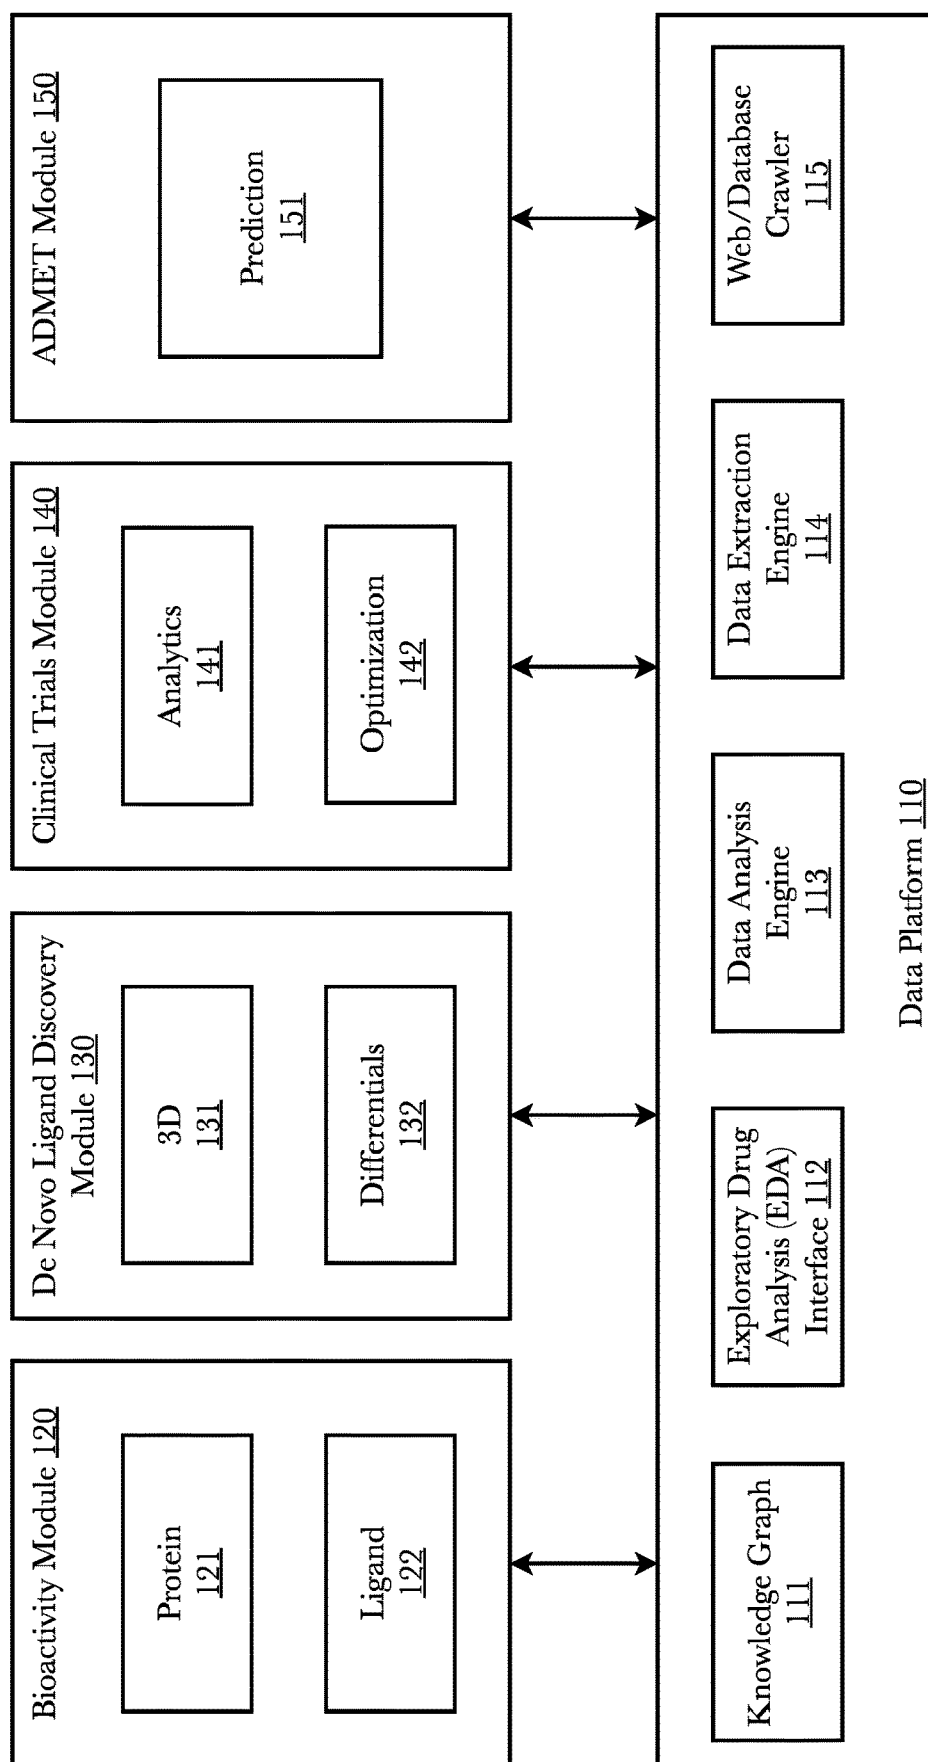 Bioactivity Module 120
Protein
121
Ligand
122
De Novo Ligand Discovery
Module 130
3D
131
Differentials
132
Clinical Trials Module 140
Analytics
141
Optimization
142
ADMET Module 150
Prediction
151
Knowledge Graph
111
Exploratory Drug
Analysis (EDA)
Interface 112
Data Analysis
Engine
113
Data Extraction
Engine
114
Web/Database
Crawler
115
Data Platform 110